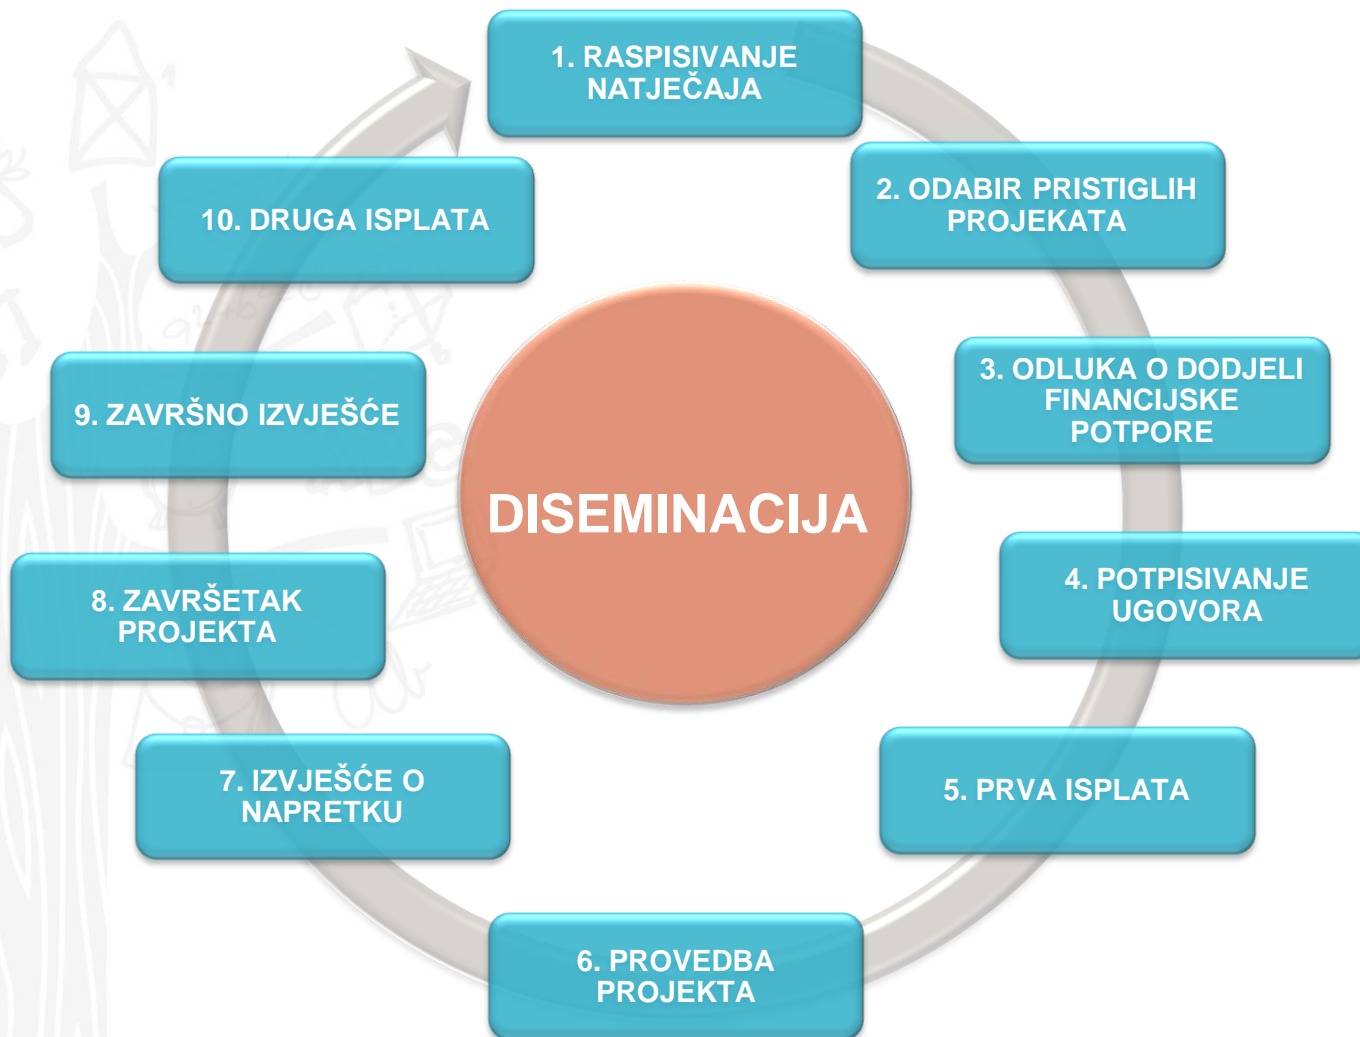 1. RASPISIVANJE
NATJEČAJA
2. ODABIR PRISTIGLIH
PROJEKATA
3. ODLUKA O DODJELI
FINANCIJSKE
POTPORE
4. POTPISIVANJE
UGOVORA
5. PRVA ISPLATA
6. PROVEDBA
PROJEKTA
7. IZVJEŠĆE O
NAPRETKU
8. ZAVRŠETAK
PROJEKTA
9. ZAVRŠNO IZVJEŠĆE
10. DRUGA ISPLATA
DISEMINACIJA